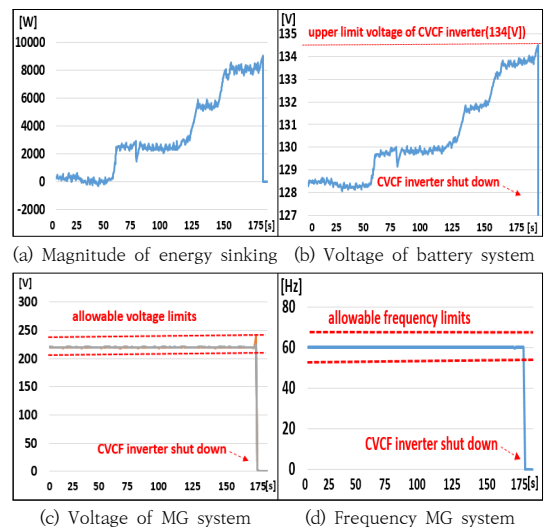 [W]
10000
8000
6000
4000
2000
0
-2000
0 25 50 75 100 125 150 175[s]
(a) Magnitude of energy sinking
[V]
upper limit voltage of CVCF inverter(134[V])
135
134
133
132
131
130
129
128
127
CVCF inverter shut down
0 25 50 75 100 125 150 175[s]
(b) Voltage of battery system
[V]
300
250
200
150
100
50
0
allowable voltage limits
CVCF inverter shut down
0 25 50 75 100 125 150 175[s]
(c) Voltage of MG system
[Hz]
80
60
40
20
0
allowable frequency limits
CVCF inverter shut down
0 25 50 75 100 125 150 175[s]
(d) Frequency MG system